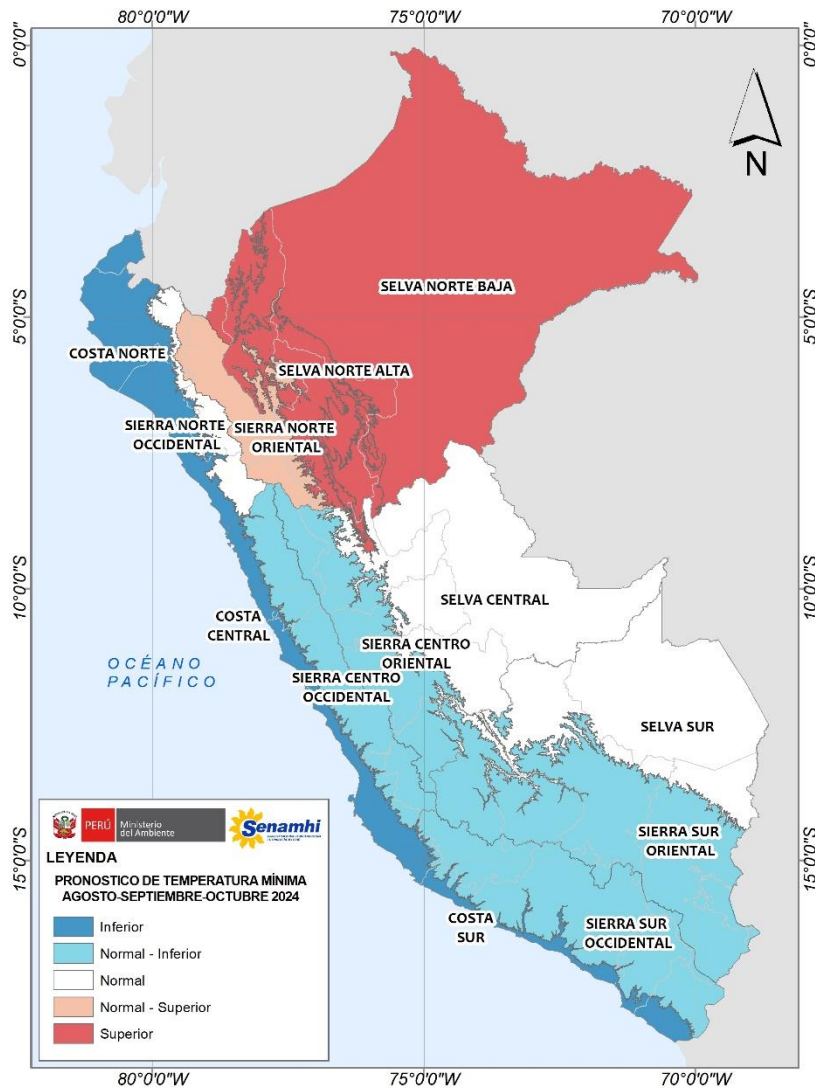 80°0'0"W 75°0'0"W 70°0'0"W
0°0'0" 0°0'0"
N
SELVA NORTE BAJA
5°0'0"S 5°0'0"S
COSTA NORTE
SELVA NORTE ALTA
SIERRA NORTE
OCCIDENTAL
SIERRA NORTE
ORIENTAL
10°0'0"S 10°0'0"S
SELVA CENTRAL
COSTA
CENTRAL
SIERRA CENTRO
ORIENTAL
OCÉANO
PACÍFICO
SIERRA CENTRO
OCCIDENTAL
SELVA SUR
SIERRA SUR
ORIENTAL
15°0'0"S 15°0'0"S
COSTA
SUR
SIERRA SUR
OCCIDENTAL
PERÚ
Ministerio
del Ambiente
Senamhi
LEYENDA
PRONOSTICO DE TEMPERATURA MÍNIMA
AGOSTO-SEPTIEMBRE-OCTUBRE 2024
Inferior
Normal - Inferior
Normal
Normal - Superior
Superior
80°0'0"W 75°0'0"W 70°0'0"W